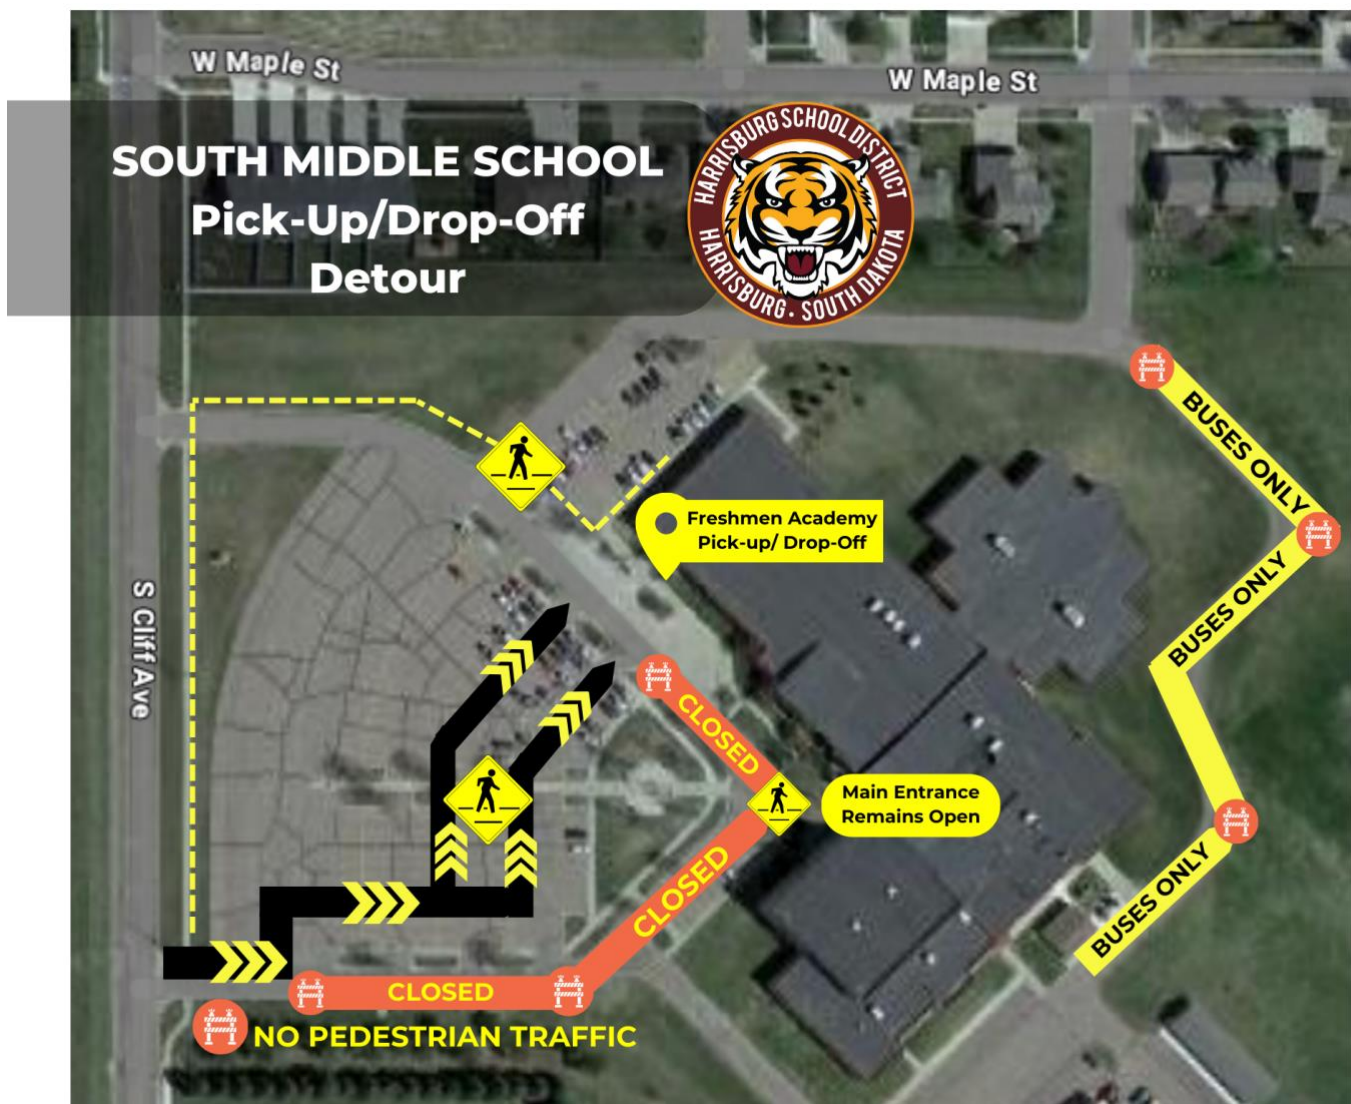 W Maple St
W Maple St
SOUTH MIDDLE SCHOOL
Pick-Up/Drop-Off
Detour
HARRISBURG SCHOOL DISTRICT
HARRISBURG • SOUTH DAKOTA
BUSES ONLY
Freshmen Academy
Pick-up/ Drop-Off
BUSES ONLY
S Cliff Ave
CLOSED
Main Entrance
Remains Open
CLOSED
BUSES ONLY
CLOSED
NO PEDESTRIAN TRAFFIC